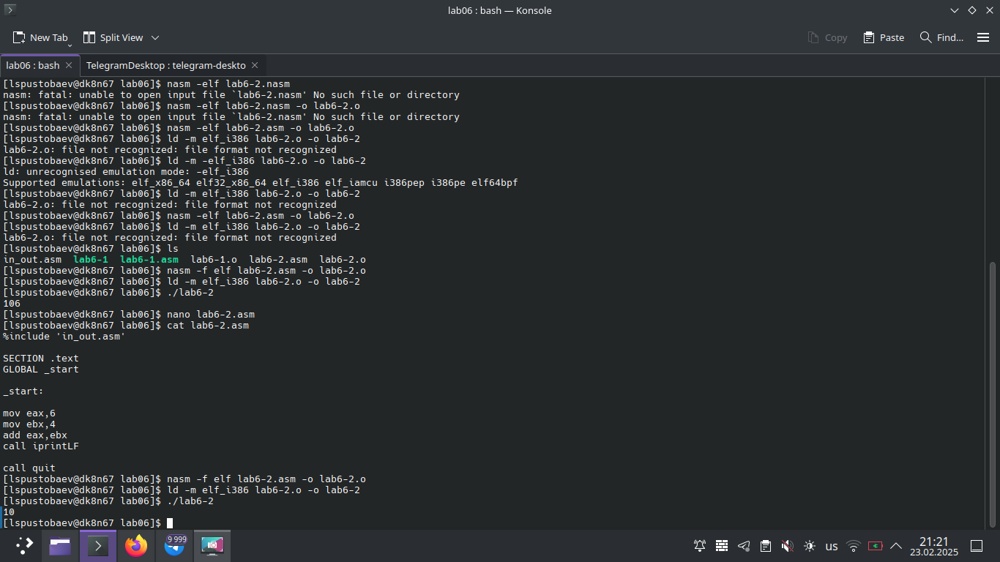 lab06 : bash — Konsole
New Tab
Split View
Copy
Paste
Find...
lab06 : bash
TelegramDesktop : telegram-deskto
[lspustobaev@dk8n67 lab06]$ nasm -elf lab6-2.nasm
nasm: fatal: unable to open input file `lab6-2.nasm' No such file or directory
[lspustobaev@dk8n67 lab06]$ nasm -elf lab6-2.nasm -o lab6-2.o
nasm: fatal: unable to open input file `lab6-2.nasm' No such file or directory
[lspustobaev@dk8n67 lab06]$ nasm -elf lab6-2.asm -o lab6-2.o
[lspustobaev@dk8n67 lab06]$ ld -m elf_i386 lab6-2.o -o lab6-2
lab6-2.o: file not recognized: file format not recognized
[lspustobaev@dk8n67 lab06]$ ld -m -elf_i386 lab6-2.o -o lab6-2
ld: unrecognised emulation mode: -elf_i386
Supported emulations: elf_x86_64 elf32_x86_64 elf_i386 elf_iamcu i386pep i386pe elf64bpf
[lspustobaev@dk8n67 lab06]$ ld -m elf_i386 lab6-2.o -o lab6-2
lab6-2.o: file not recognized: file format not recognized
[lspustobaev@dk8n67 lab06]$ nasm -elf lab6-2.asm -o lab6-2.o
[lspustobaev@dk8n67 lab06]$ ld -m elf_i386 lab6-2.o -o lab6-2
lab6-2.o: file not recognized: file format not recognized
[lspustobaev@dk8n67 lab06]$ ls
in_out.asm  lab6-1  lab6-1.asm  lab6-1.o  lab6-2.asm  lab6-2.o
[lspustobaev@dk8n67 lab06]$ nasm -f elf lab6-2.asm -o lab6-2.o
[lspustobaev@dk8n67 lab06]$ ld -m elf_i386 lab6-2.o -o lab6-2
[lspustobaev@dk8n67 lab06]$ ./lab6-2
106
[lspustobaev@dk8n67 lab06]$ nano lab6-2.asm
[lspustobaev@dk8n67 lab06]$ cat lab6-2.asm
%include 'in_out.asm'
SECTION .text
GLOBAL _start
_start:
mov eax,6
mov ebx,4
add eax,ebx
call iprintLF
call quit
[lspustobaev@dk8n67 lab06]$ nasm -f elf lab6-2.asm -o lab6-2.o
[lspustobaev@dk8n67 lab06]$ ld -m elf_i386 lab6-2.o -o lab6-2
[lspustobaev@dk8n67 lab06]$ ./lab6-2
10
[lspustobaev@dk8n67 lab06]$
9 999
us
21:21
23.02.2025